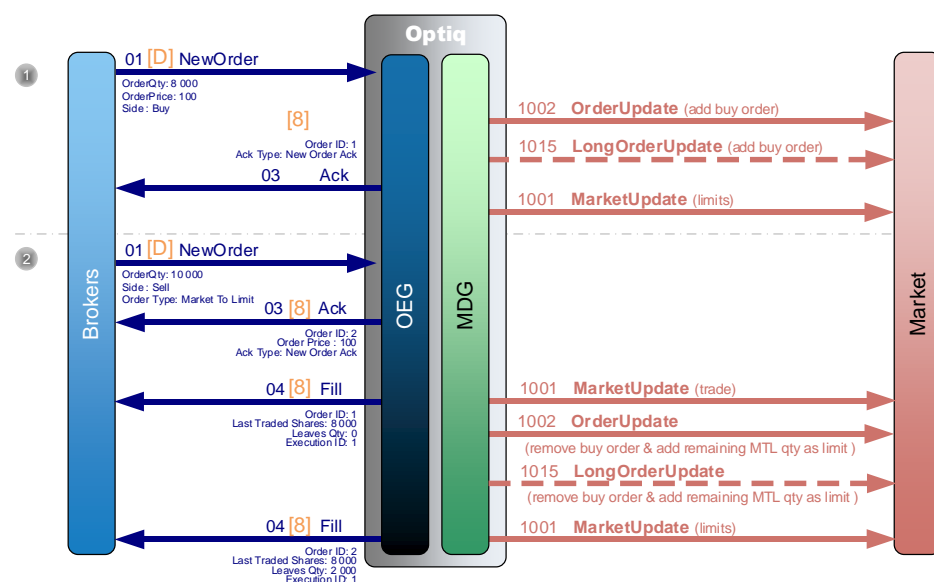 Optiq
1
01 [D] NewOrder
OrderQty: 8 000
OrderPrice: 100
Side : Buy
[8]
Order ID: 1
Ack Type: New Order Ack
03 Ack
1002 OrderUpdate (add buy order)
1015 LongOrderUpdate (add buy order)
1001 MarketUpdate (limits)
2
01 [D] NewOrder
OrderQty: 10 000
Side : Sell
Order Type: Market To Limit
03 [8] Ack
Order ID: 2
Order Price : 100
Ack Type: New Order Ack
Brokers
OEG
MDG
Market
04 [8] Fill
Order ID: 1
Last Traded Shares: 8 000
Leaves Qty: 0
Execution ID: 1
1001 MarketUpdate (trade)
1002 OrderUpdate
(remove buy order & add remaining MTL qty as limit )
1015 LongOrderUpdate
(remove buy order & add remaining MTL qty as limit )
04 [8] Fill
Order ID: 2
Last Traded Shares: 8 000
Leaves Qty: 2 000
Execution ID: 1
1001 MarketUpdate (limits)